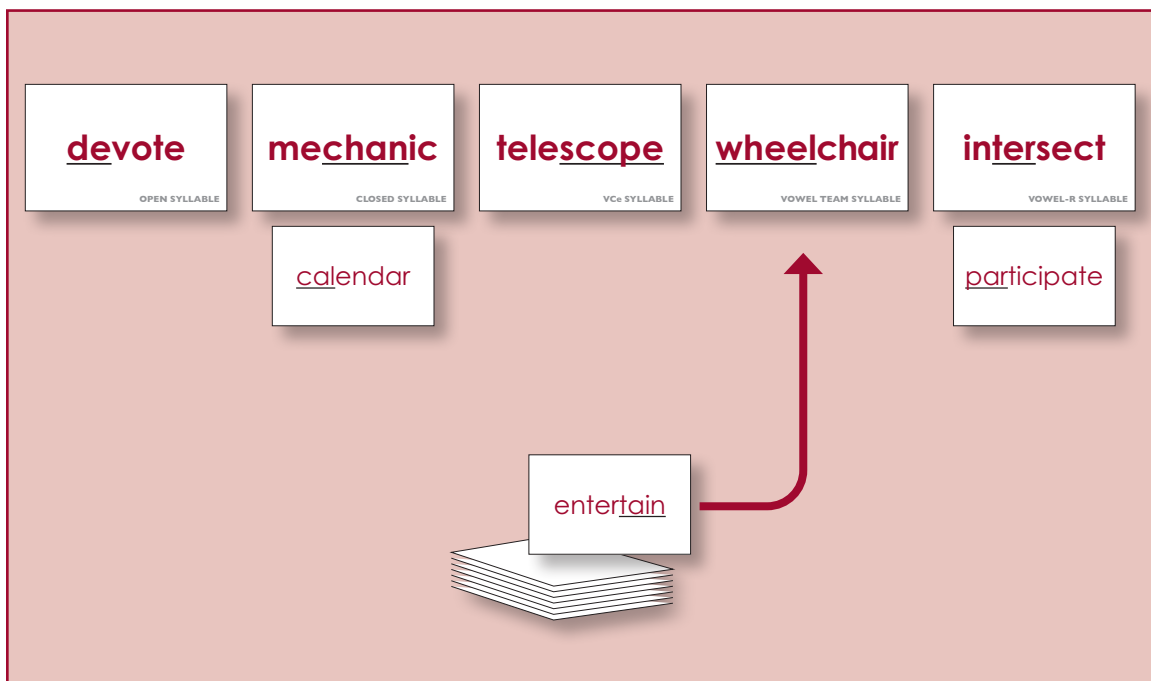 devote
OPEN SYLLABLE
mechanic
CLOSED SYLLABLE
telescope
VCe SYLLABLE
wheelchair
VOWEL TEAM SYLLABLE
intersect
VOWEL-R SYLLABLE
calendar
participate
entertain